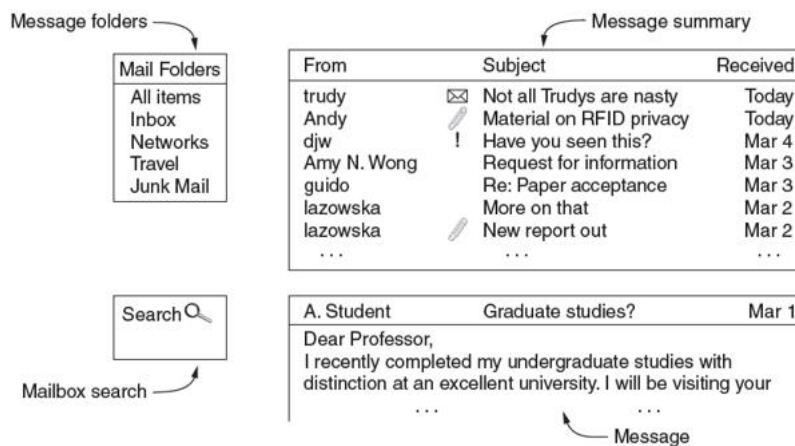 Message folders
Message summary
Mail Folders
All items
Inbox
Networks
Travel
Junk Mail
From Subject Received
trudy Not all Trudys are nasty Today
Andy Material on RFID privacy Today
djw ! Have you seen this? Mar 4
Amy N. Wong Request for information Mar 3
guido Re: Paper acceptance Mar 3
lazowska More on that Mar 2
lazowska New report out Mar 2
... ... ...
Search
Mailbox search
A. Student Graduate studies? Mar 1
Dear Professor,
I recently completed my undergraduate studies with
distinction at an excellent university. I will be visiting your
... ...
Message